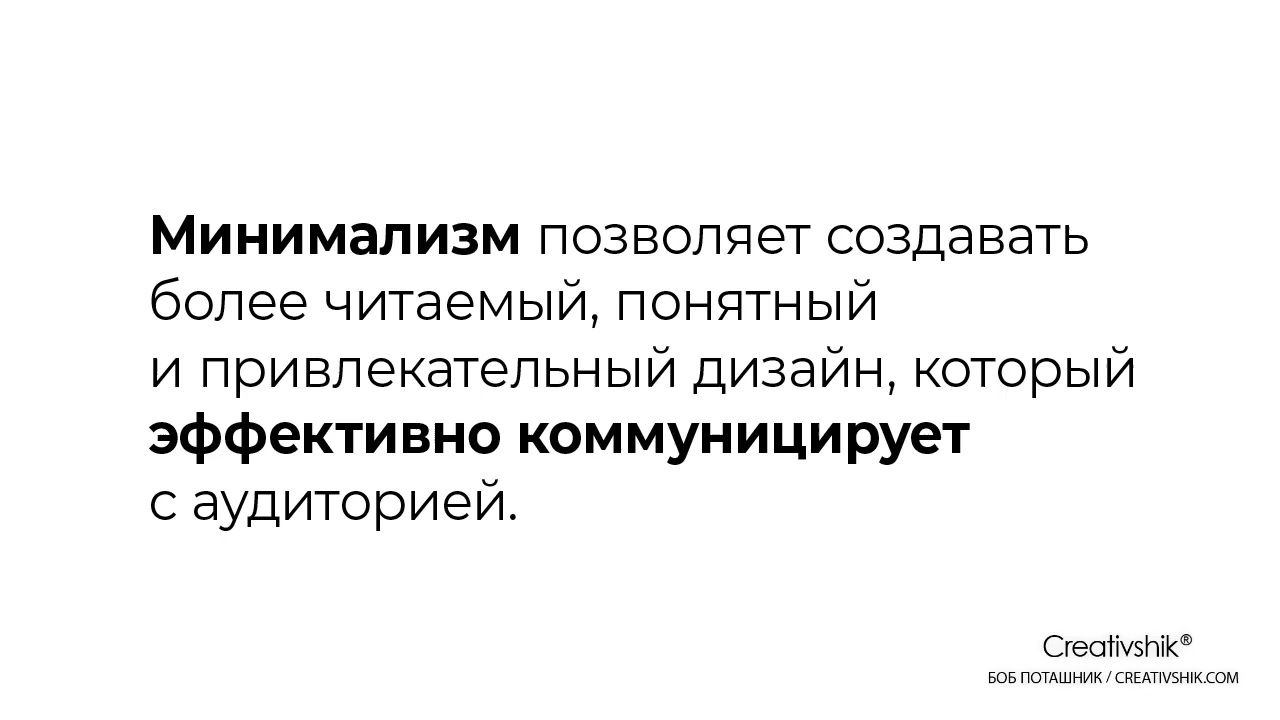 Минимализм позволяет создавать
более читаемый, понятный
и привлекательный дизайн, который
эффективно коммуницирует
с аудиторией.
Creativshik®
БОБ ПОТАШНИК / CREATIVSHIK.COM